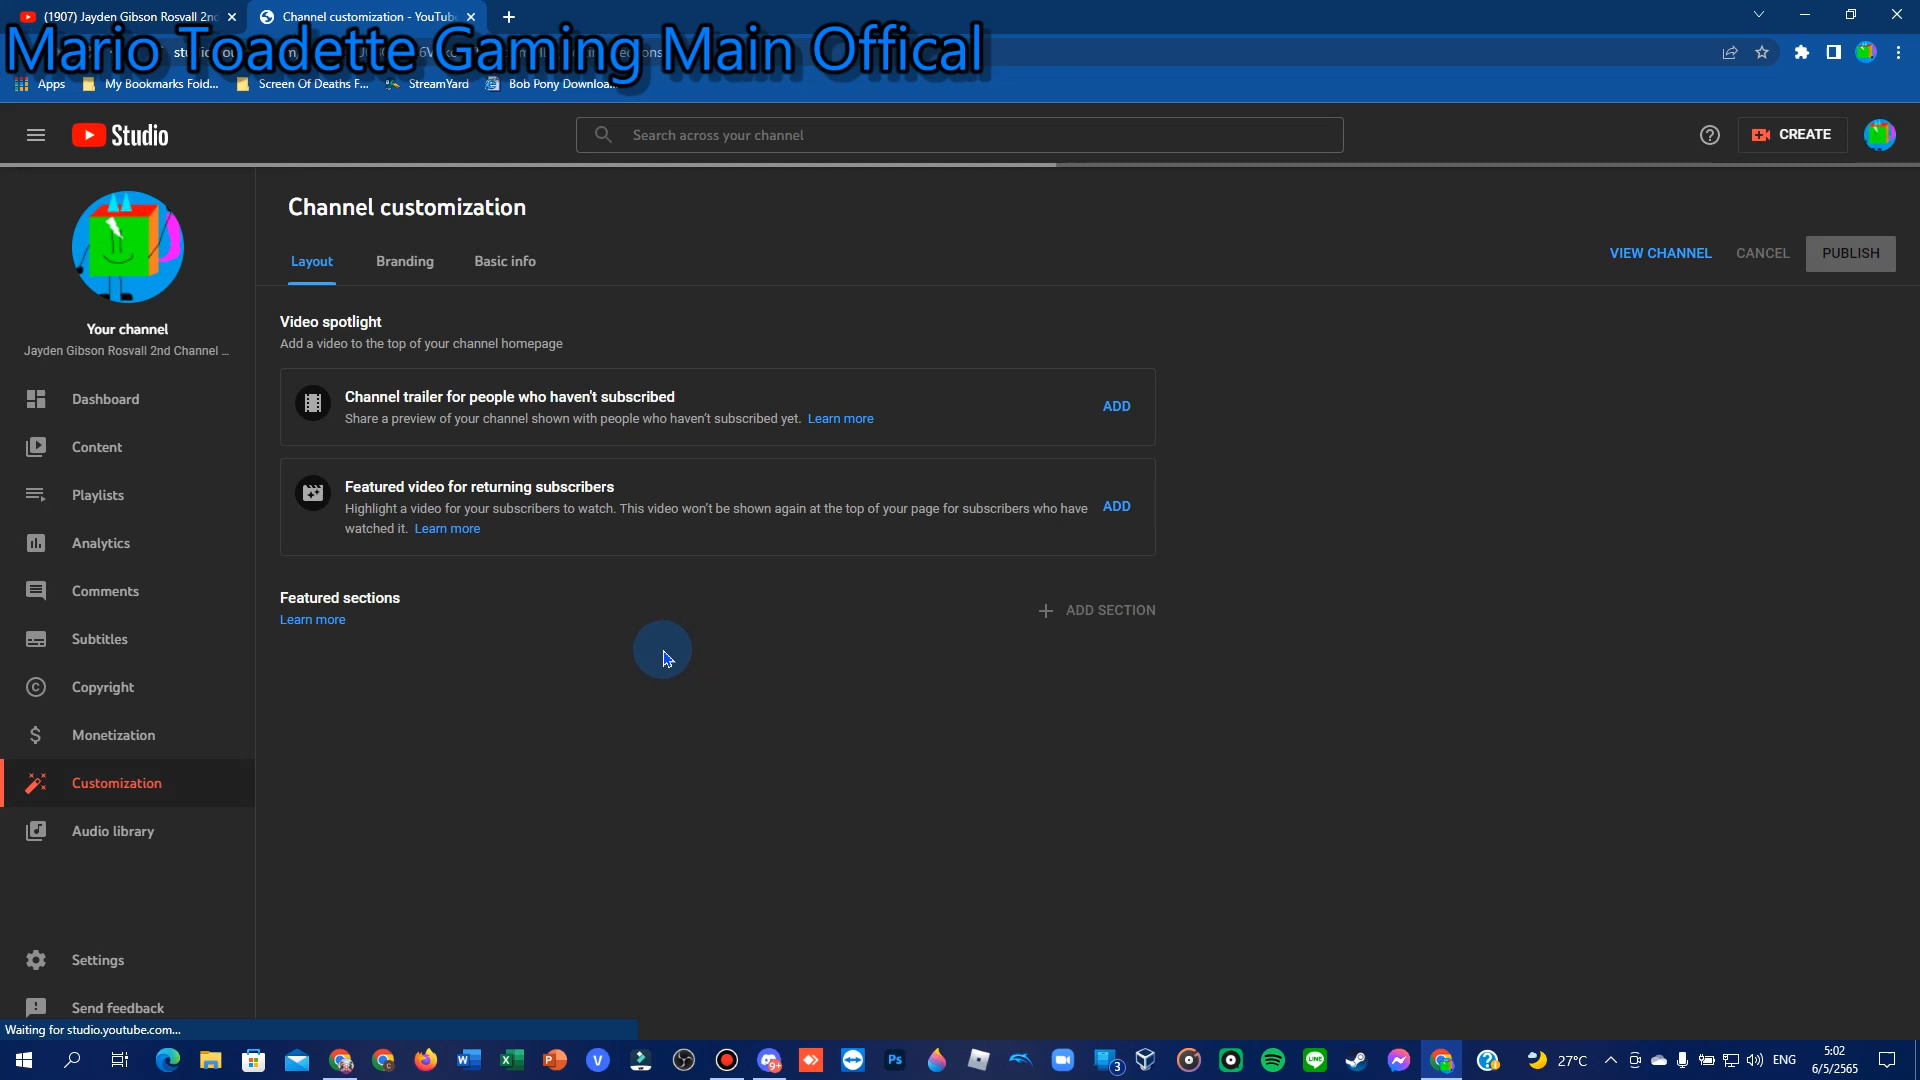 (1907) Jayden Gibson Rosvall 2nd
Channel customization - YouTube
Mario Toadette Gaming Main Offical
Apps
My Bookmarks Fold...
Screen Of Deaths F...
StreamYard
Bob Pony Downloa...
Studio
Search across your channel
CREATE
Channel customization
Layout
Branding
Basic info
VIEW CHANNEL
CANCEL
PUBLISH
Your channel
Jayden Gibson Rosvall 2nd Channel ...
Dashboard
Content
Playlists
Analytics
Comments
Subtitles
Copyright
Monetization
Customization
Audio library
Settings
Send feedback
Video spotlight
Add a video to the top of your channel homepage
Channel trailer for people who haven't subscribed
Share a preview of your channel shown with people who haven't subscribed yet. Learn more
ADD
Featured video for returning subscribers
Highlight a video for your subscribers to watch. This video won't be shown again at the top of your page for subscribers who have
watched it. Learn more
ADD
Featured sections
Learn more
ADD SECTION
Waiting for studio.youtube.com...
9+
Ps
3
LINE
27°C
ENG
5:02
6/5/2565